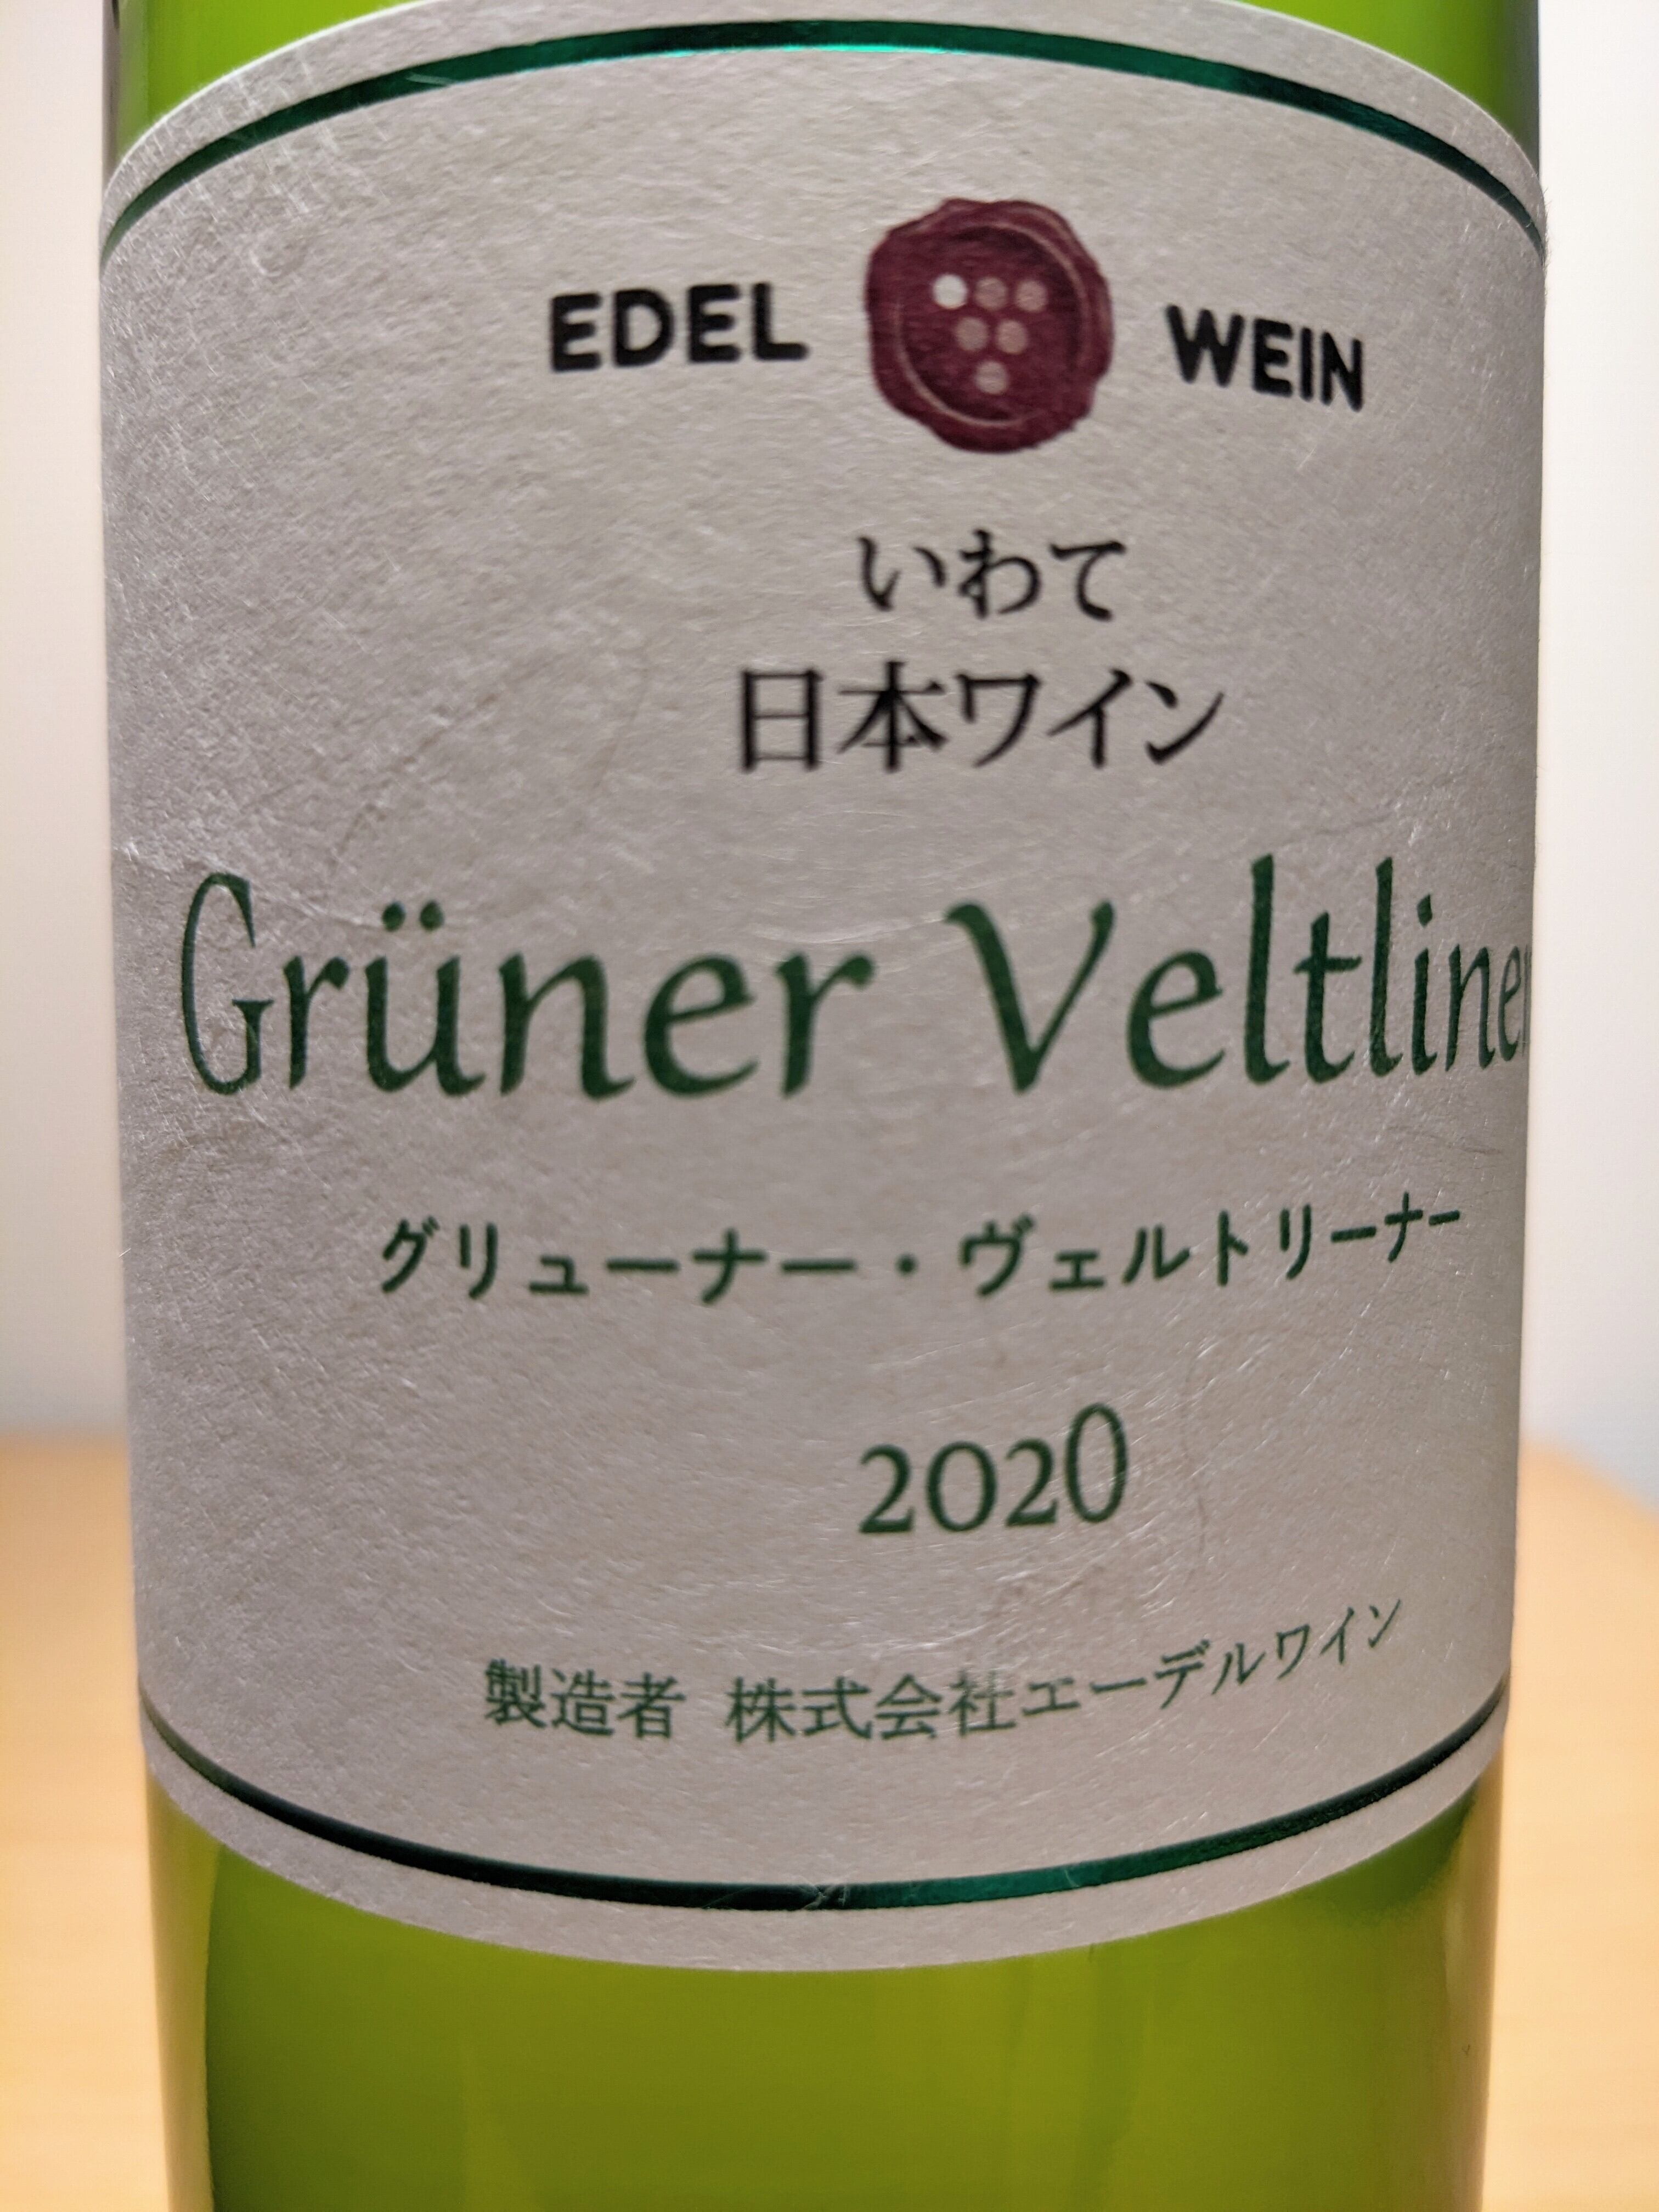 EDEL WEIN
いわて
日本ワイン
Grüner Veltliner
グリューナー・ヴェルトリーナー
2020
製造者 株式会社エーデルワイン